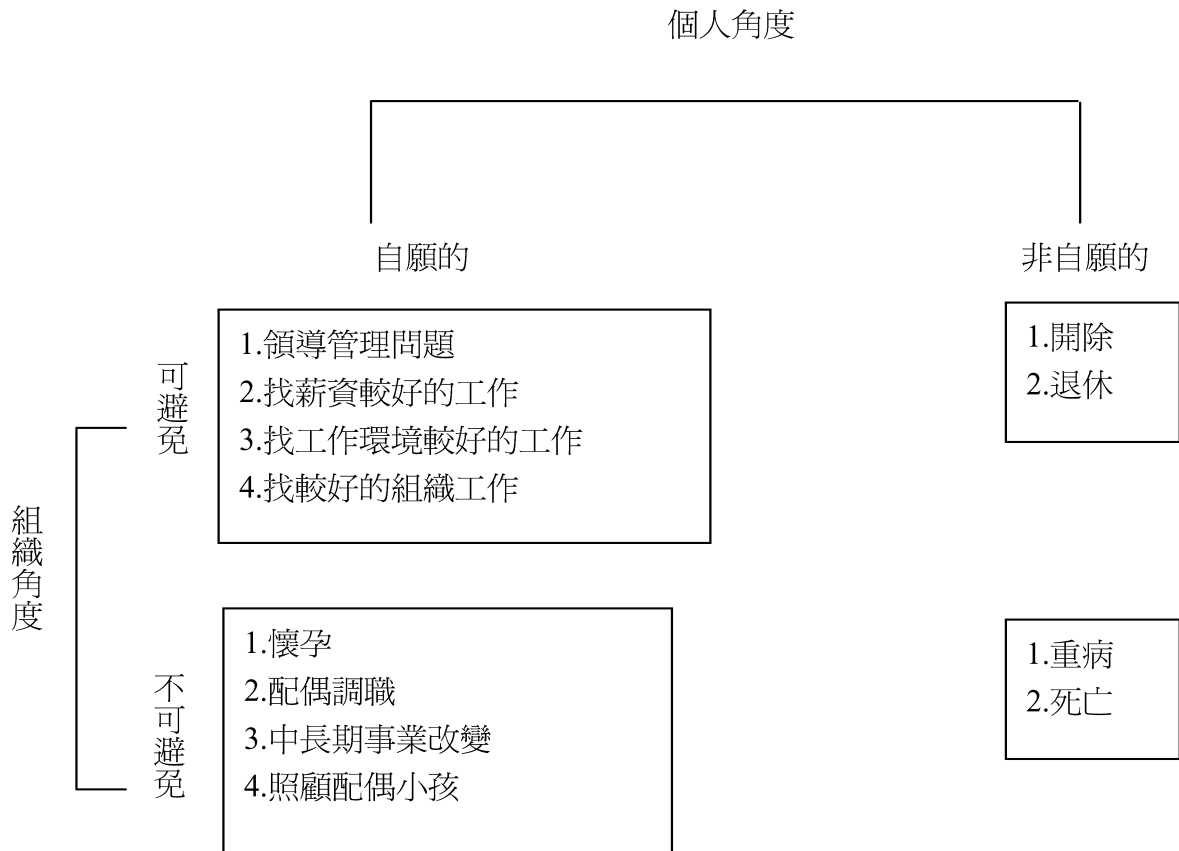 個人角度
自願的
非自願的
組織角度
可避免
1.領導管理問題
2.找薪資較好的工作
3.找工作環境較好的工作
4.找較好的組織工作
1.開除
2.退休
不可避免
1.懷孕
2.配偶調職
3.中長期事業改變
4.照顧配偶小孩
1.重病
2.死亡